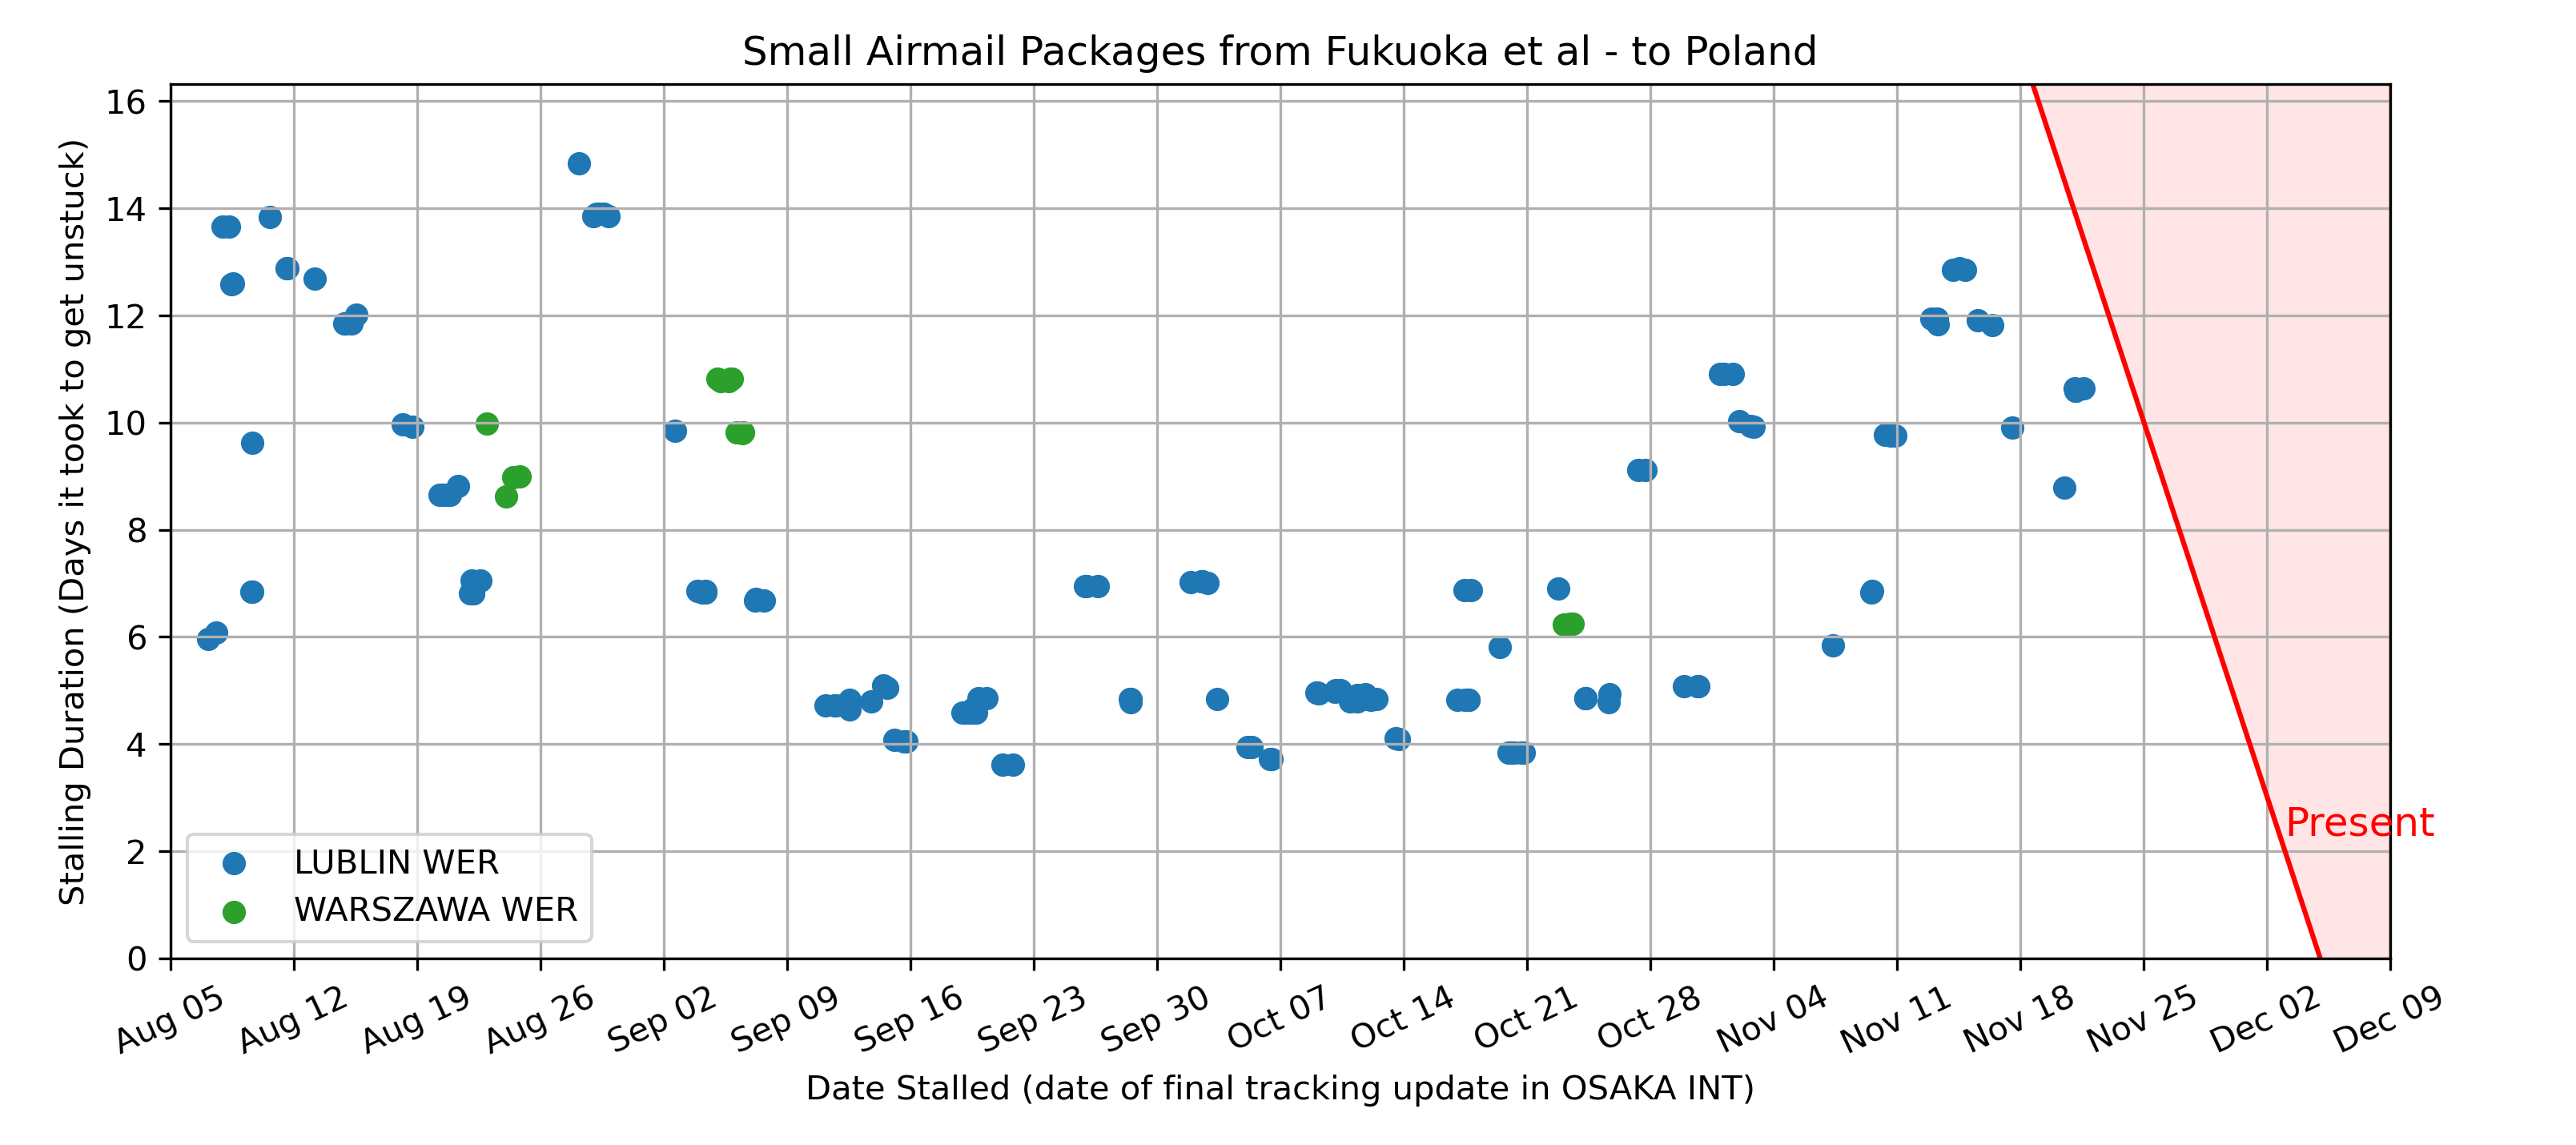 Small Airmail Packages from Fukuoka et al - to Poland
Stalling Duration (Days it took to get unstuck)
16
14
12
10
8
6
4
2
0
LUBLIN WER
WARSZAWA WER
Present
Aug 05
Aug 12
Aug 19
Aug 26
Sep 02
Sep 09
Sep 16
Sep 23
Sep 30
Oct 07
Oct 14
Oct 21
Oct 28
Nov 04
Nov 11
Nov 18
Nov 25
Dec 02
Dec 09
Date Stalled (date of final tracking update in OSAKA INT)